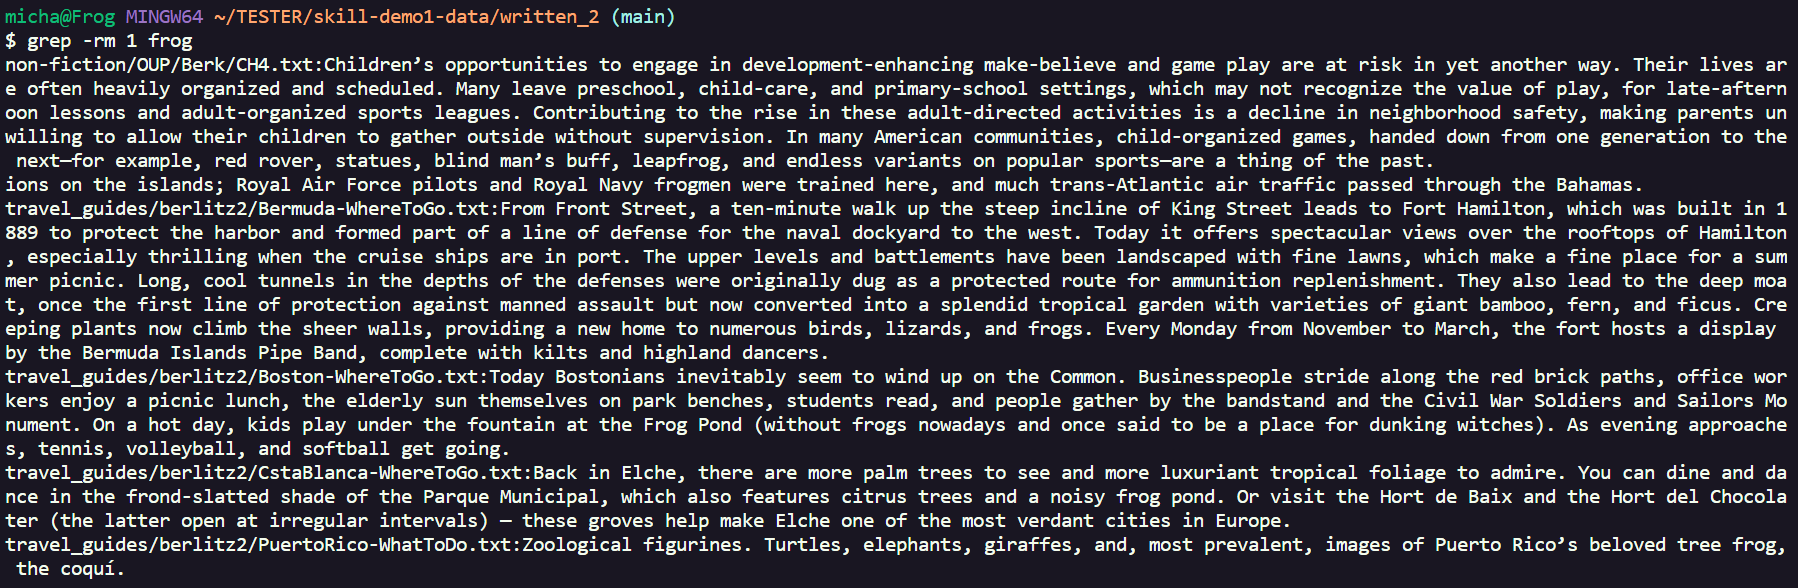 micha@Frog MINGW64 ~/TESTER/skill-demo1-data/written_2 (main)
$ grep -rm 1 frog
non-fiction/OUP/Berk/CH4.txt:Children’s opportunities to engage in development-enhancing make-believe and game play are at risk in yet another way. Their lives ar
e often heavily organized and scheduled. Many leave preschool, child-care, and primary-school settings, which may not recognize the value of play, for late-aftern
oon lessons and adult-organized sports leagues. Contributing to the rise in these adult-directed activities is a decline in neighborhood safety, making parents un
willing to allow their children to gather outside without supervision. In many American communities, child-organized games, handed down from one generation to the
 next—for example, red rover, statues, blind man’s buff, leapfrog, and endless variants on popular sports—are a thing of the past.
ions on the islands; Royal Air Force pilots and Royal Navy frogmen were trained here, and much trans-Atlantic air traffic passed through the Bahamas.
travel_guides/berlitz2/Bermuda-WhereToGo.txt:From Front Street, a ten-minute walk up the steep incline of King Street leads to Fort Hamilton, which was built in 1
889 to protect the harbor and formed part of a line of defense for the naval dockyard to the west. Today it offers spectacular views over the rooftops of Hamilton
, especially thrilling when the cruise ships are in port. The upper levels and battlements have been landscaped with fine lawns, which make a fine place for a sum
mer picnic. Long, cool tunnels in the depths of the defenses were originally dug as a protected route for ammunition replenishment. They also lead to the deep moa
t, once the first line of protection against manned assault but now converted into a splendid tropical garden with varieties of giant bamboo, fern, and ficus. Cre
eping plants now climb the sheer walls, providing a new home to numerous birds, lizards, and frogs. Every Monday from November to March, the fort hosts a display
by the Bermuda Islands Pipe Band, complete with kilts and highland dancers.
travel_guides/berlitz2/Boston-WhereToGo.txt:Today Bostonians inevitably seem to wind up on the Common. Businesspeople stride along the red brick paths, office wor
kers enjoy a picnic lunch, the elderly sun themselves on park benches, students read, and people gather by the bandstand and the Civil War Soldiers and Sailors Mo
nument. On a hot day, kids play under the fountain at the Frog Pond (without frogs nowadays and once said to be a place for dunking witches). As evening approache
s, tennis, volleyball, and softball get going.
travel_guides/berlitz2/CstaBlanca-WhereToGo.txt:Back in Elche, there are more palm trees to see and more luxuriant tropical foliage to admire. You can dine and da
nce in the frond-slatted shade of the Parque Municipal, which also features citrus trees and a noisy frog pond. Or visit the Hort de Baix and the Hort del Chocola
ter (the latter open at irregular intervals) — these groves help make Elche one of the most verdant cities in Europe.
travel_guides/berlitz2/PuertoRico-WhatToDo.txt:Zoological figurines. Turtles, elephants, giraffes, and, most prevalent, images of Puerto Rico’s beloved tree frog,
 the coquí.